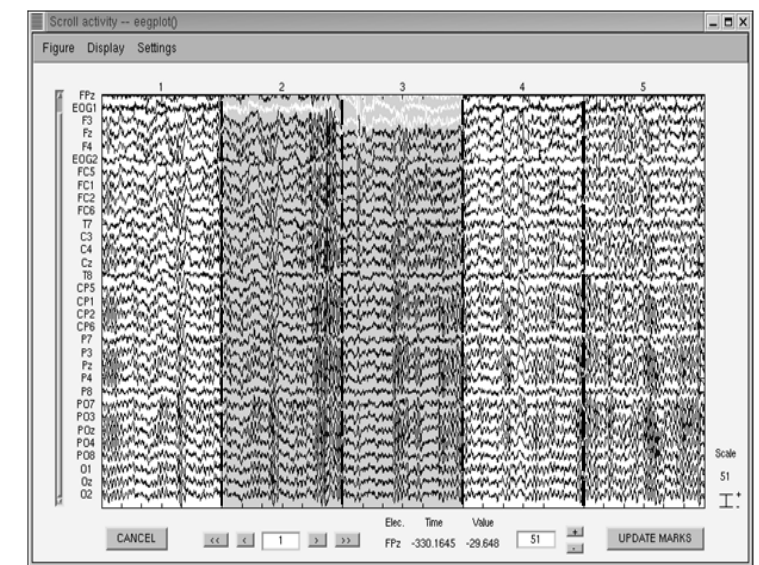 Scroll activity -- eegplot()
Figure Display Settings
1 2 3 4 5
FPz
EOG1
F3
Fz
F4
EOG2
FC5
FC1
FC2
FC6
T7
C3
C4
Cz
T8
CP5
CP1
CP2
CP6
P7
P3
Pz
P4
P8
PO7
PO3
POz
PO4
PO8
O1
Oz
O2
Scale
51
+
-
Elec. Time Value
CANCEL << < 1 > >> FPz -330.1645 -29.648 51 + - UPDATE MARKS